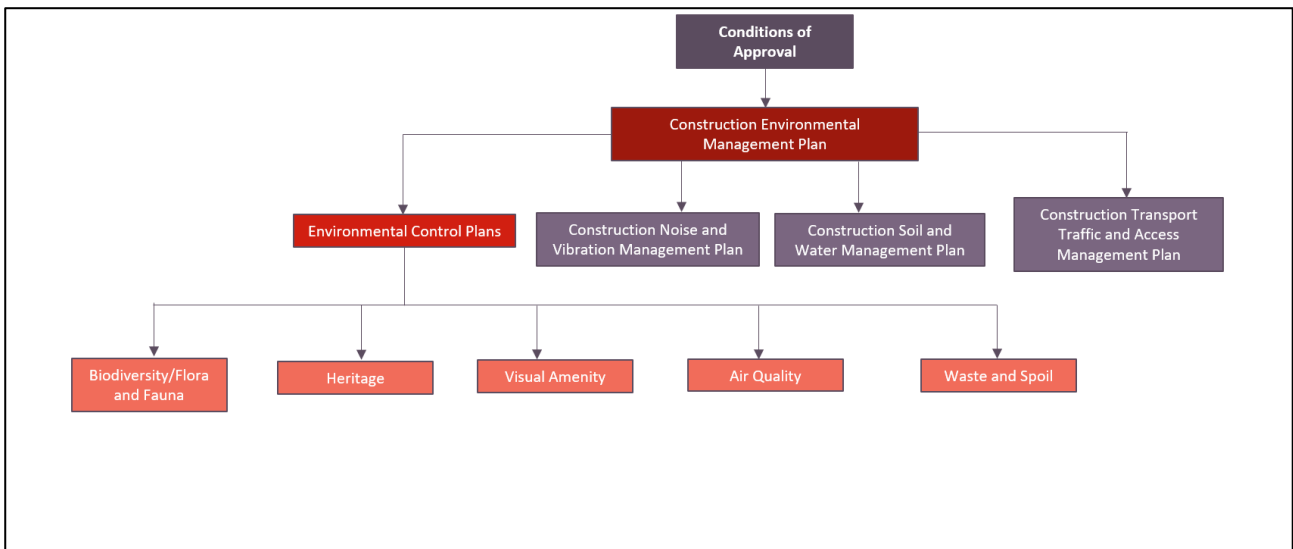 Conditions of
Approval
Construction Environmental
Management Plan
Environmental Control Plans
Construction Noise and
Vibration Management Plan
Construction Soil and
Water Management Plan
Construction Transport
Traffic and Access
Management Plan
Biodiversity/Flora
and Fauna
Heritage
Visual Amenity
Air Quality
Waste and Spoil